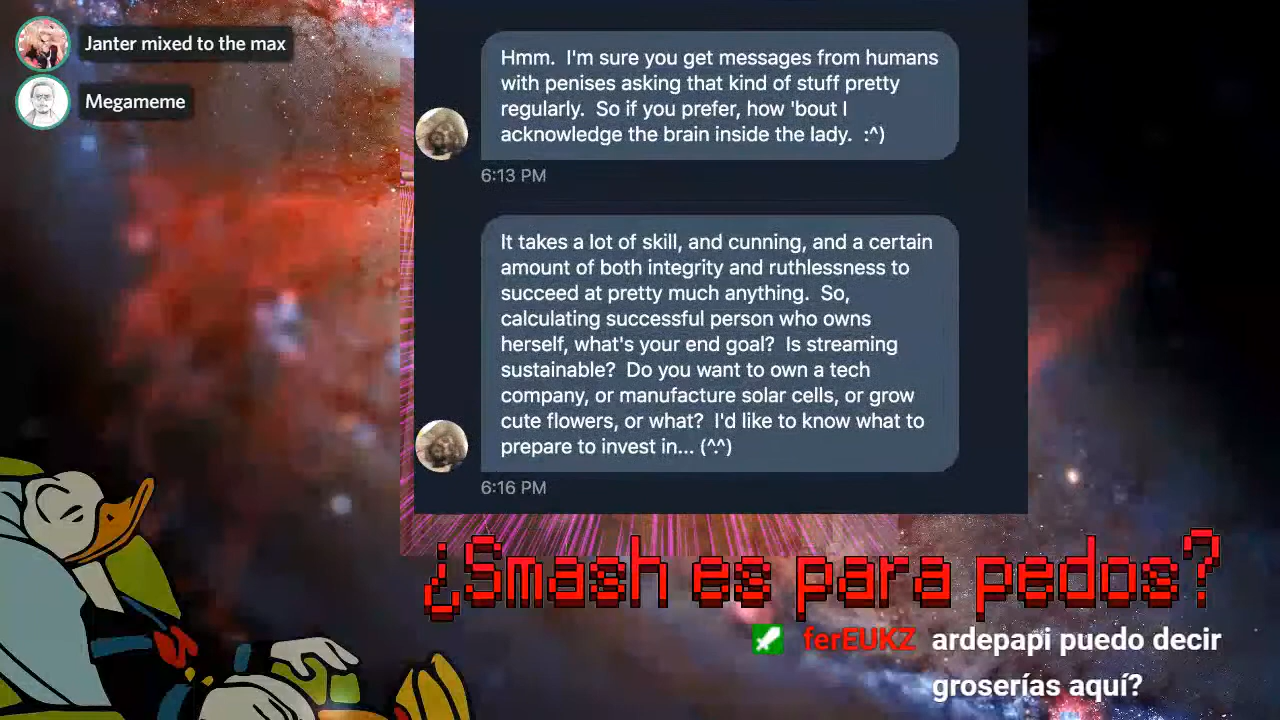 Janter mixed to the max
Megameme
Hmm.  I'm sure you get messages from humans
with penises asking that kind of stuff pretty
regularly.  So if you prefer, how 'bout I
acknowledge the brain inside the lady.  :^)
6:13 PM
It takes a lot of skill, and cunning, and a certain
amount of both integrity and ruthlessness to
succeed at pretty much anything.  So,
calculating successful person who owns
herself, what's your end goal?  Is streaming
sustainable?  Do you want to own a tech
company, or manufacture solar cells, or grow
cute flowers, or what?  I'd like to know what to
prepare to invest in... (^.^)
6:16 PM
¿Smash es para pedos?
ferEUKZ ardepapi puedo decir
groserías aquí?